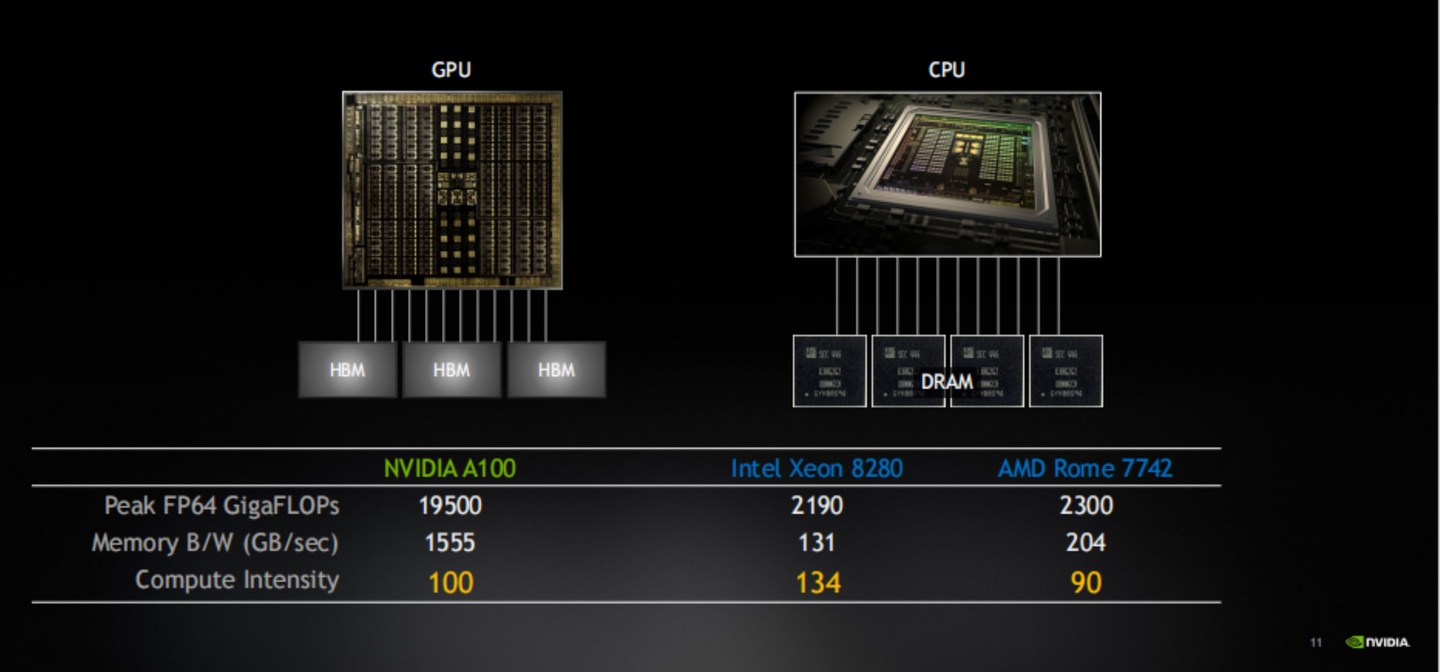 GPU
CPU
HBM HBM HBM
DRAM
NVIDIA A100 Intel Xeon 8280 AMD Rome 7742
Peak FP64 GigaFLOPs 19500 2190 2300
Memory B/W (GB/sec) 1555 131 204
Compute Intensity 100 134 90
11 NVIDIA.